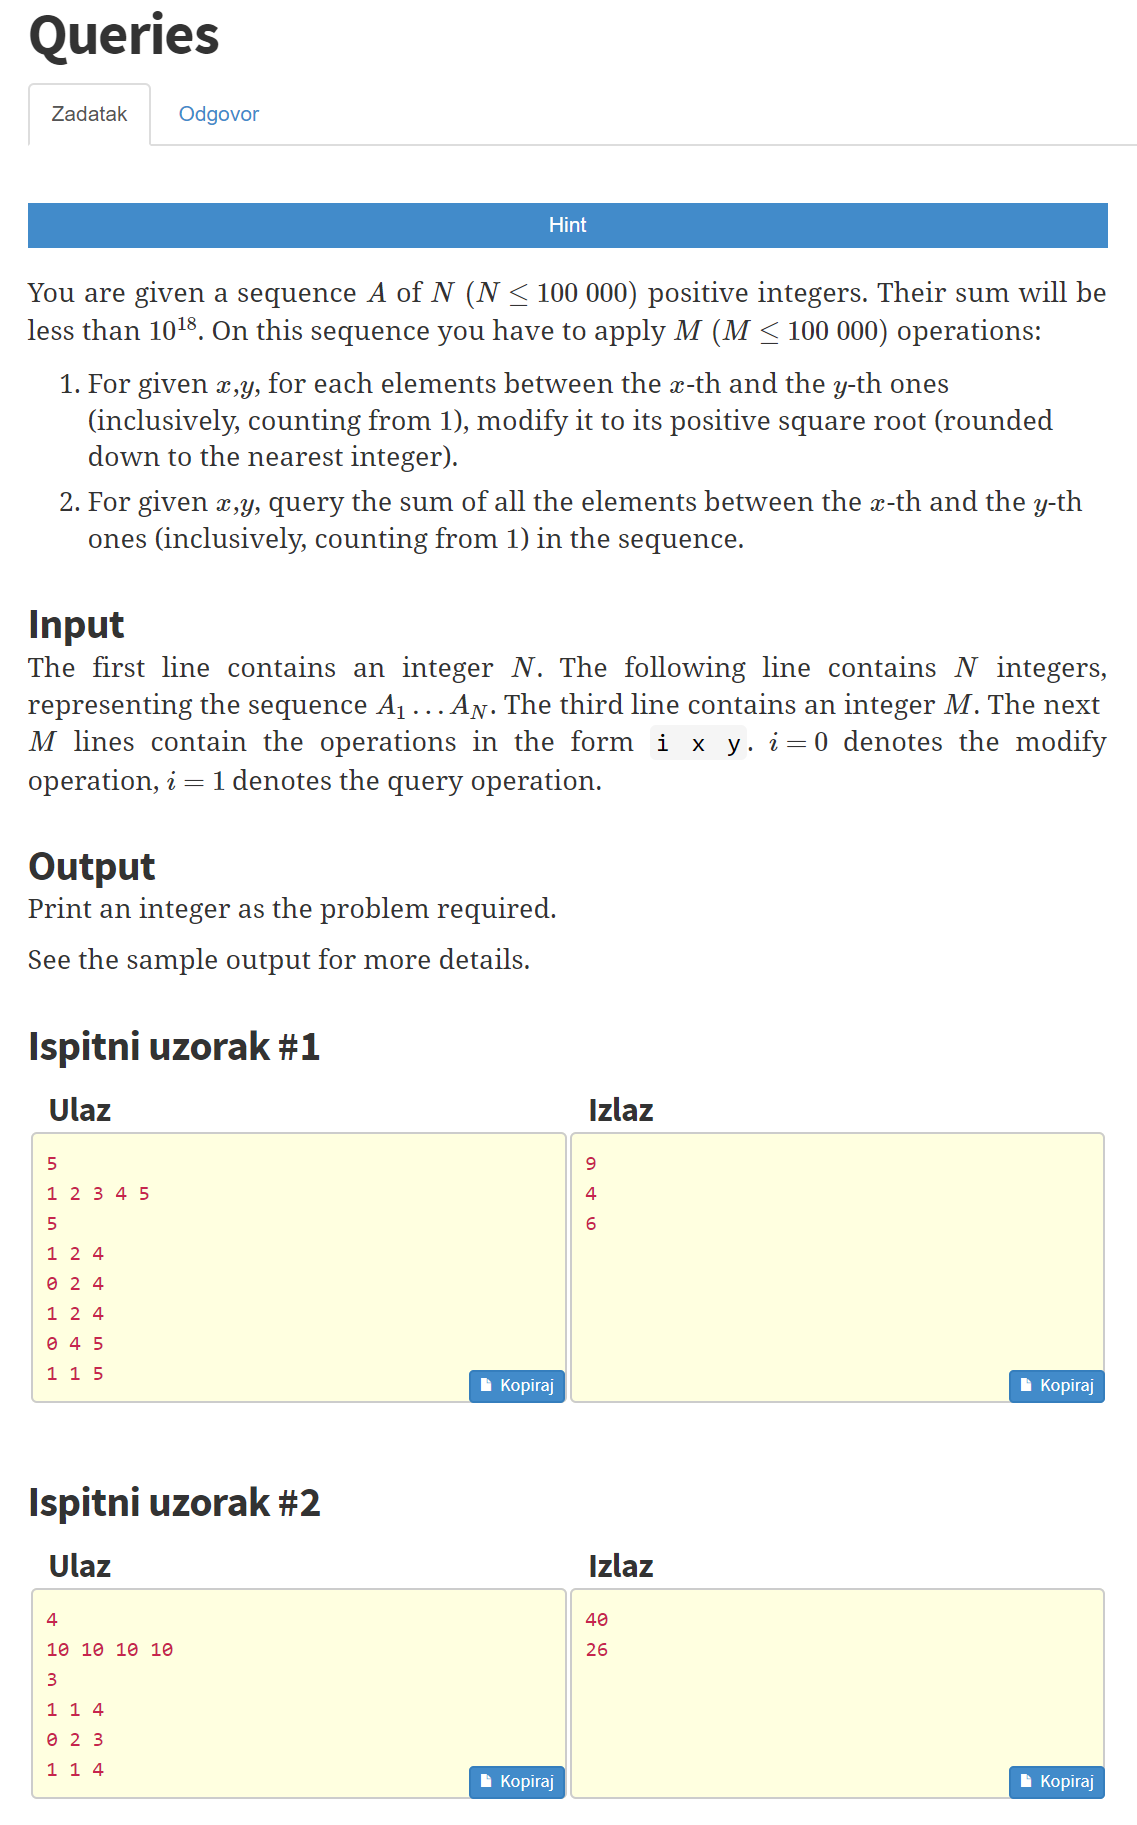 Queries
Zadatak
Odgovor
Hint
You are given a sequence A of N (N ≤ 100 000) positive integers. Their sum will be
less than 10¹⁸. On this sequence you have to apply M (M ≤ 100 000) operations:
1. For given x,y, for each elements between the x-th and the y-th ones
(inclusively, counting from 1), modify it to its positive square root (rounded
down to the nearest integer).
2. For given x,y, query the sum of all the elements between the x-th and the y-th
ones (inclusively, counting from 1) in the sequence.
Input
The first line contains an integer N. The following line contains N integers,
representing the sequence A₁ … A_N. The third line contains an integer M. The next
M lines contain the operations in the form i x y. i = 0 denotes the modify
operation, i = 1 denotes the query operation.
Output
Print an integer as the problem required.
See the sample output for more details.
Ispitni uzorak #1
Ulaz
5
1 2 3 4 5
5
1 2 4
0 2 4
1 2 4
0 4 5
1 1 5
Kopiraj
Izlaz
9
4
6
Kopiraj
Ispitni uzorak #2
Ulaz
4
10 10 10 10
3
1 1 4
0 2 3
1 1 4
Kopiraj
Izlaz
40
26
Kopiraj